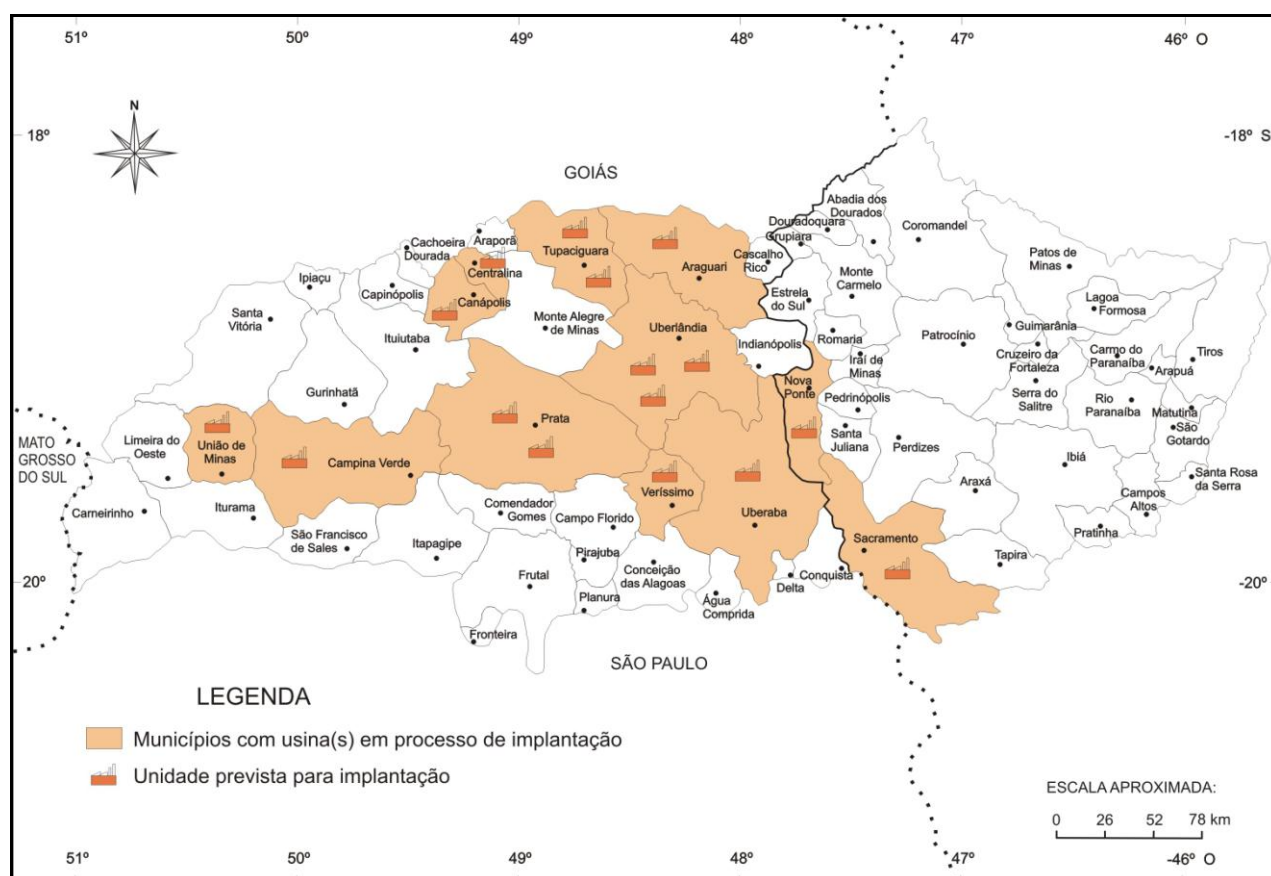 51º
50º
49º
48º
47º
46º O
N
18º
-18º S
GOIÁS
Abadia dos
Dourados
Douradoquara
Grupiara
Coromandel
Cachoeira
Dourada
Araporã
Tupaciguara
Araguari
Cascalho
Rico
Patos de
Minas
Ipiaçu
Centralina
Capinópolis
Canápolis
Estrela
do Sul
Monte
Carmelo
Lagoa
Formosa
Santa
Vitória
Monte Alegre
de Minas
Uberlândia
Patrocínio
Guimarânia
Ituiutaba
Indianópolis
Romaria
Iraí de
Minas
Cruzeiro da
Fortaleza
Carmo do
Paranaíba
Tiros
Arapuá
Gurinhatã
Nova
Ponte
Pedrinópolis
Serra do
Salitre
Rio
Paranaíba
Matutina
São
Gotardo
MATO
GROSSO
DO SUL
Limeira do
Oeste
União de
Minas
Campina Verde
Prata
Santa
Juliana
Perdizes
Ibiá
Santa Rosa
da Serra
Carneirinho
Iturama
Veríssimo
Uberaba
Araxá
Campos
Altos
São Francisco
de Sales
Itapagipe
Comendador
Gomes
Campo Florido
Sacramento
Pratinha
Pirajuba
Tapira
20º
-20º
Frutal
Conceição
das Alagoas
Conquista
Delta
Planura
Água
Comprida
Fronteira
SÃO PAULO
LEGENDA
Municípios com usina(s) em processo de implantação
Unidade prevista para implantação
ESCALA APROXIMADA:
0 26 52 78 km
51º
50º
49º
48º
47º
-46º O